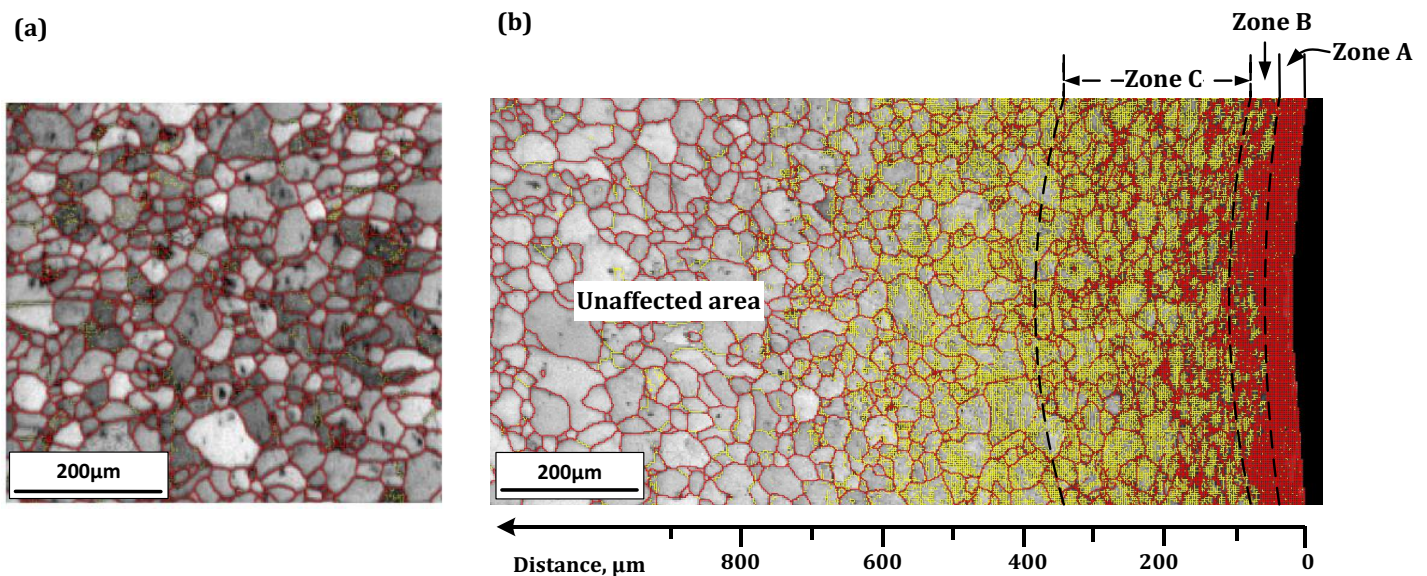 (a)
(b)
Zone B
Zone A
Zone C
Unaffected area
200µm
200µm
800
600
400
200
0
Distance, µm